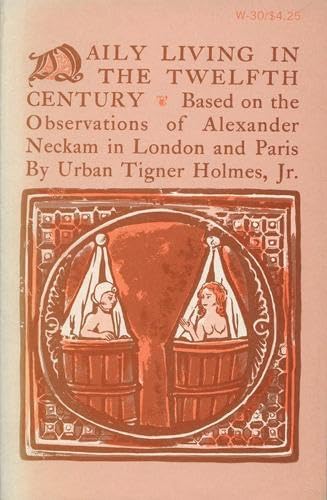 W-30/$4.25
DAILY LIVING IN
THE TWELFTH
CENTURY Based on the
Observations of Alexander
Neckam in London and Paris
By Urban Tigner Holmes, Jr.